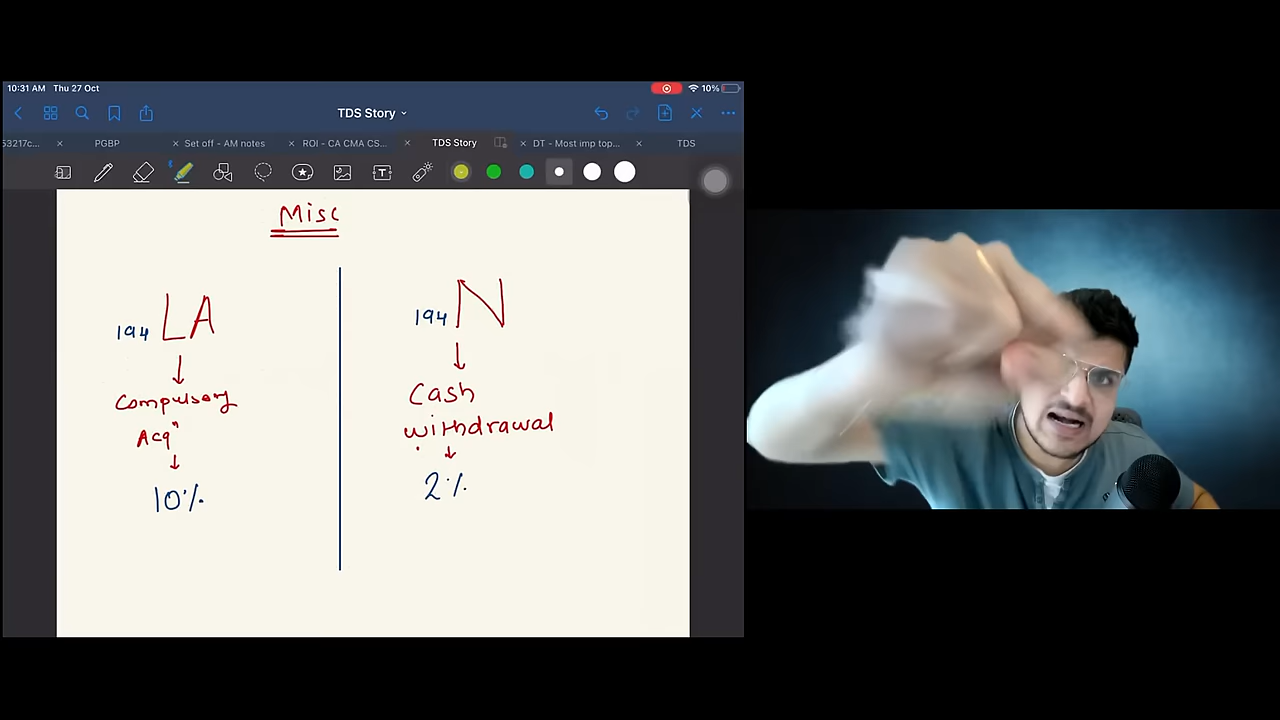 10:31 AM Thu 27 Oct
10%
TDS Story
53217c...
PGBP
Set off - AM notes
ROI - CA CMA CS...
TDS Story
DT - Most imp top...
TDS
Misc
194 LA
Compulsory
Acqⁿ
10%
194 N
Cash
withdrawal
2%